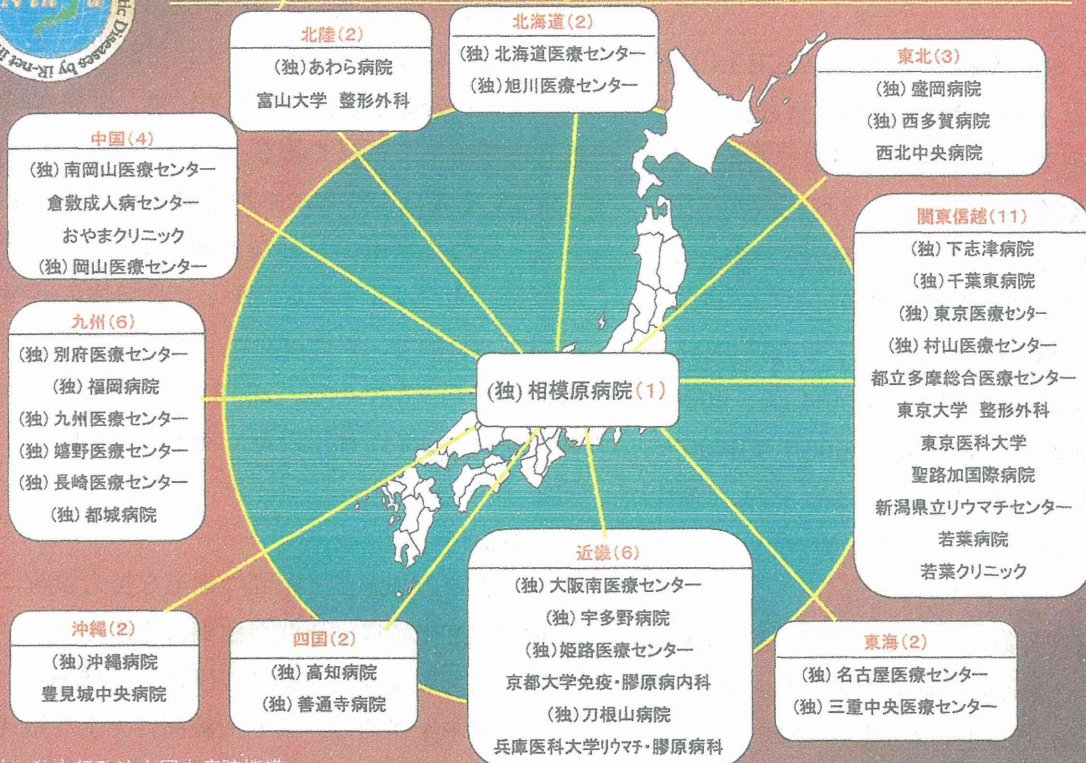 tic Diseases by iR-net in
北陸(2)
(独)あわら病院
富山大学 整形外科
北海道(2)
(独)北海道医療センター
(独)旭川医療センター
東北(3)
(独)盛岡病院
(独)西多賀病院
西北中央病院
中国(4)
(独)南岡山医療センター
倉敷成人病センター
おやまクリニック
(独)岡山医療センター
関東信越(11)
(独)下志津病院
(独)千葉東病院
(独)東京医療センター
(独)村山医療センター
都立多摩総合医療センター
東京大学 整形外科
東京医科大学
聖路加国際病院
新潟県立リウマチセンター
若葉病院
若葉クリニック
九州(6)
(独)別府医療センター
(独)福岡病院
(独)九州医療センター
(独)嬉野医療センター
(独)長崎医療センター
(独)都城病院
(独)相模原病院(1)
沖縄(2)
(独)沖縄病院
豊見城中央病院
四国(2)
(独)高知病院
(独)善通寺病院
近畿(6)
(独)大阪南医療センター
(独)宇多野病院
(独)姫路医療センター
京都大学免疫・膠原病内科
(独)刀根山病院
兵庫医科大学リウマチ・膠原病科
東海(2)
(独)名古屋医療センター
(独)三重中央医療センター